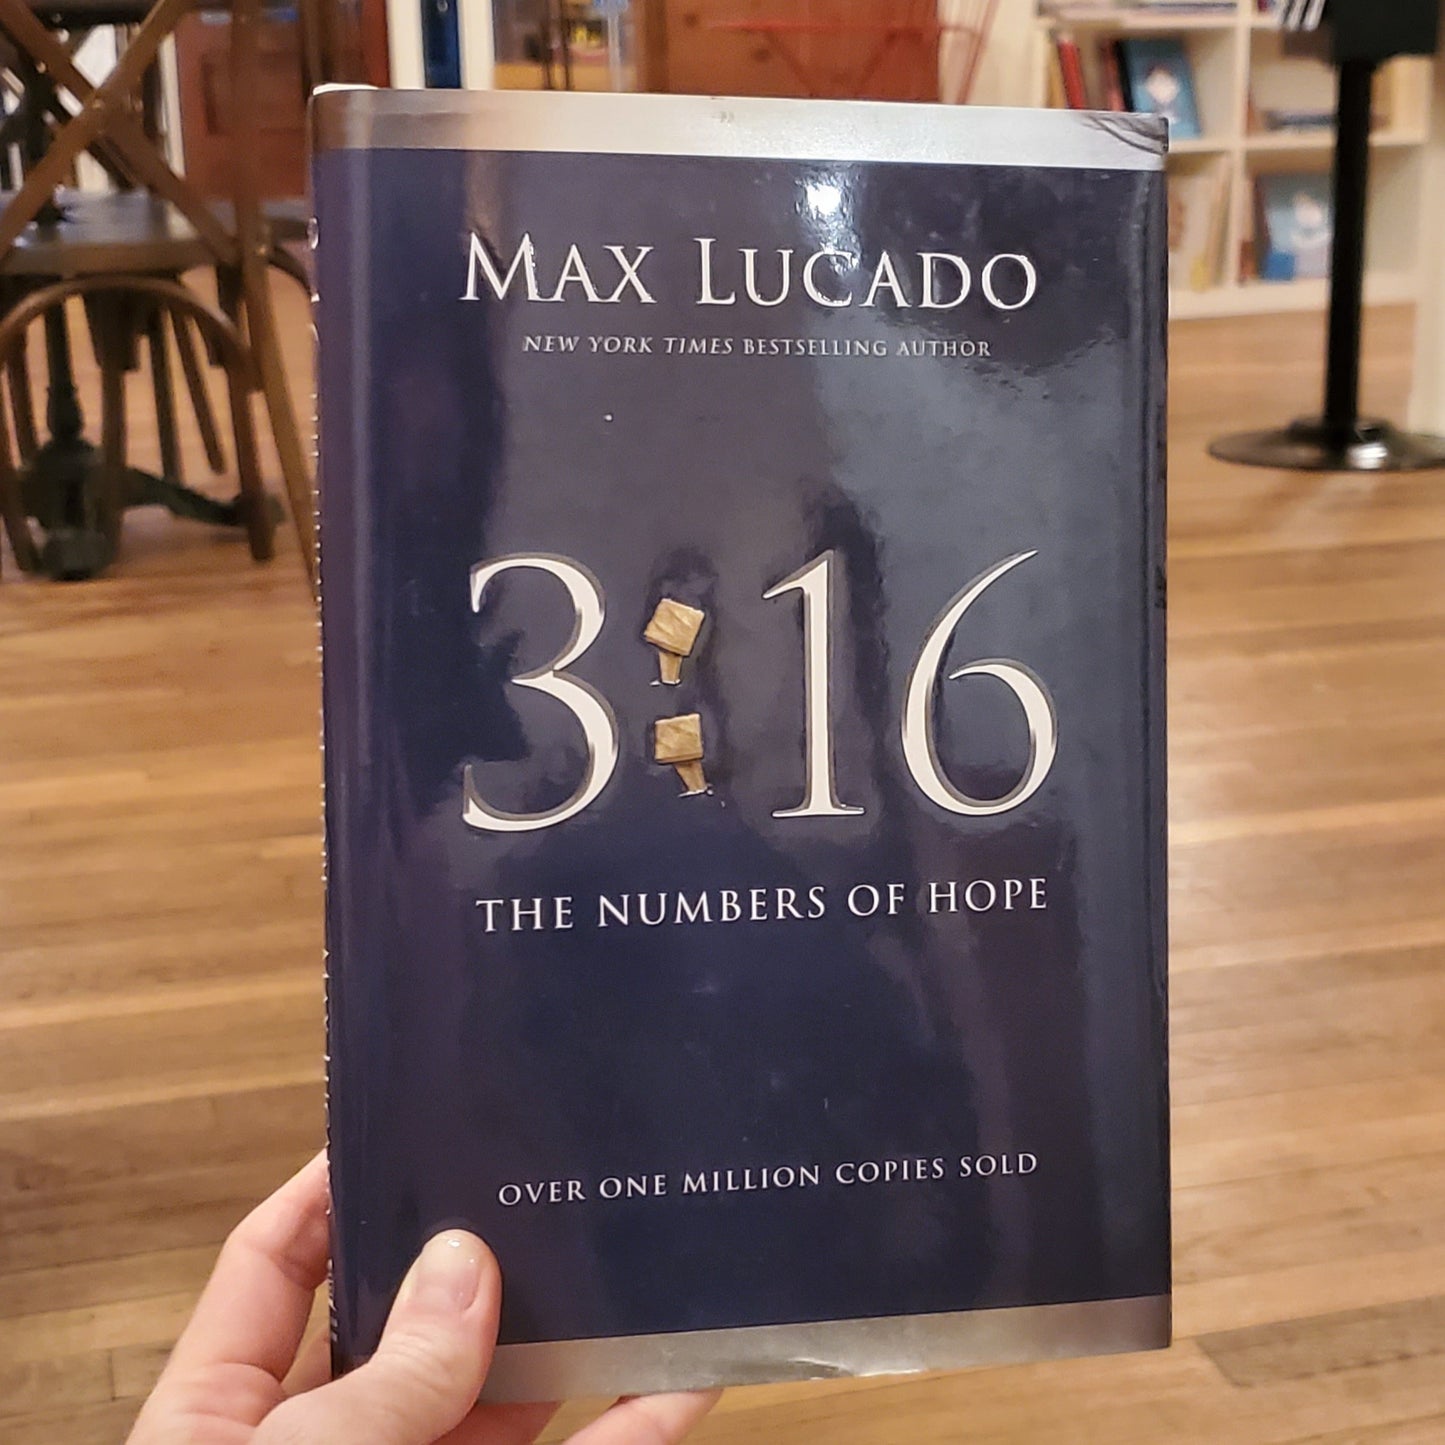 MAX LUCADO
NEW YORK TIMES BESTSELLING AUTHOR
3:16
THE NUMBERS OF HOPE
OVER ONE MILLION COPIES SOLD